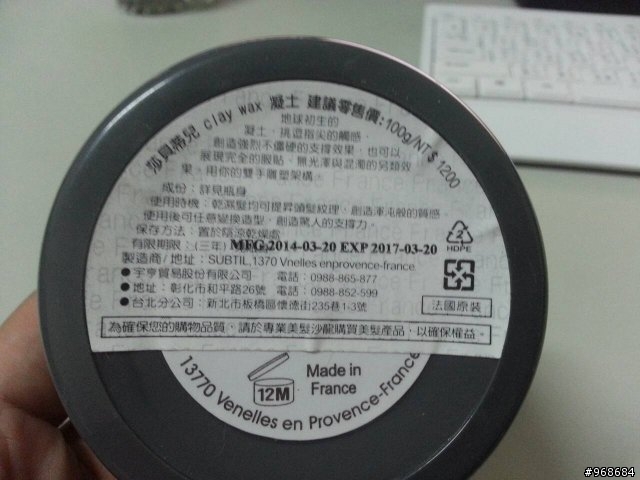 莎貝蒂兒 clay wax 凝土 建議零售價:100g/NT$ 1200
地球初生的
凝土，挑逗指尖的觸感，
創造強烈不僵硬的支撐效果，也可以
展現完全的服貼，無光澤與混濁的另類效
果，用你的雙手雕塑架構。
成份：詳見瓶身
使用時機：乾濕髮均可提昇頭髮紋理，創造渾沌般的質感，
使用後可任意變換造型，創造驚人的支撐力。
保存方法：置於陰涼乾燥處
有限期限：(三年) MFG,2014-03-20 EXP 2017-03-20
製造商/地址：SUBTIL,1370 Vnelles enprovence-france
●宇亨貿易股份有限公司 電話：0988-865-877
●地址：彰化市和平路26號 電話：0988-852-599
●台北分公司：新北市板橋區懷德街235巷1-3號
法國原裝
2
HDPE
為確保您的購物品質，請於專業美髮沙龍購買美髮產品，以確保權益。
12M
Made in
France
13770 Venelles en Provence-France
#968684